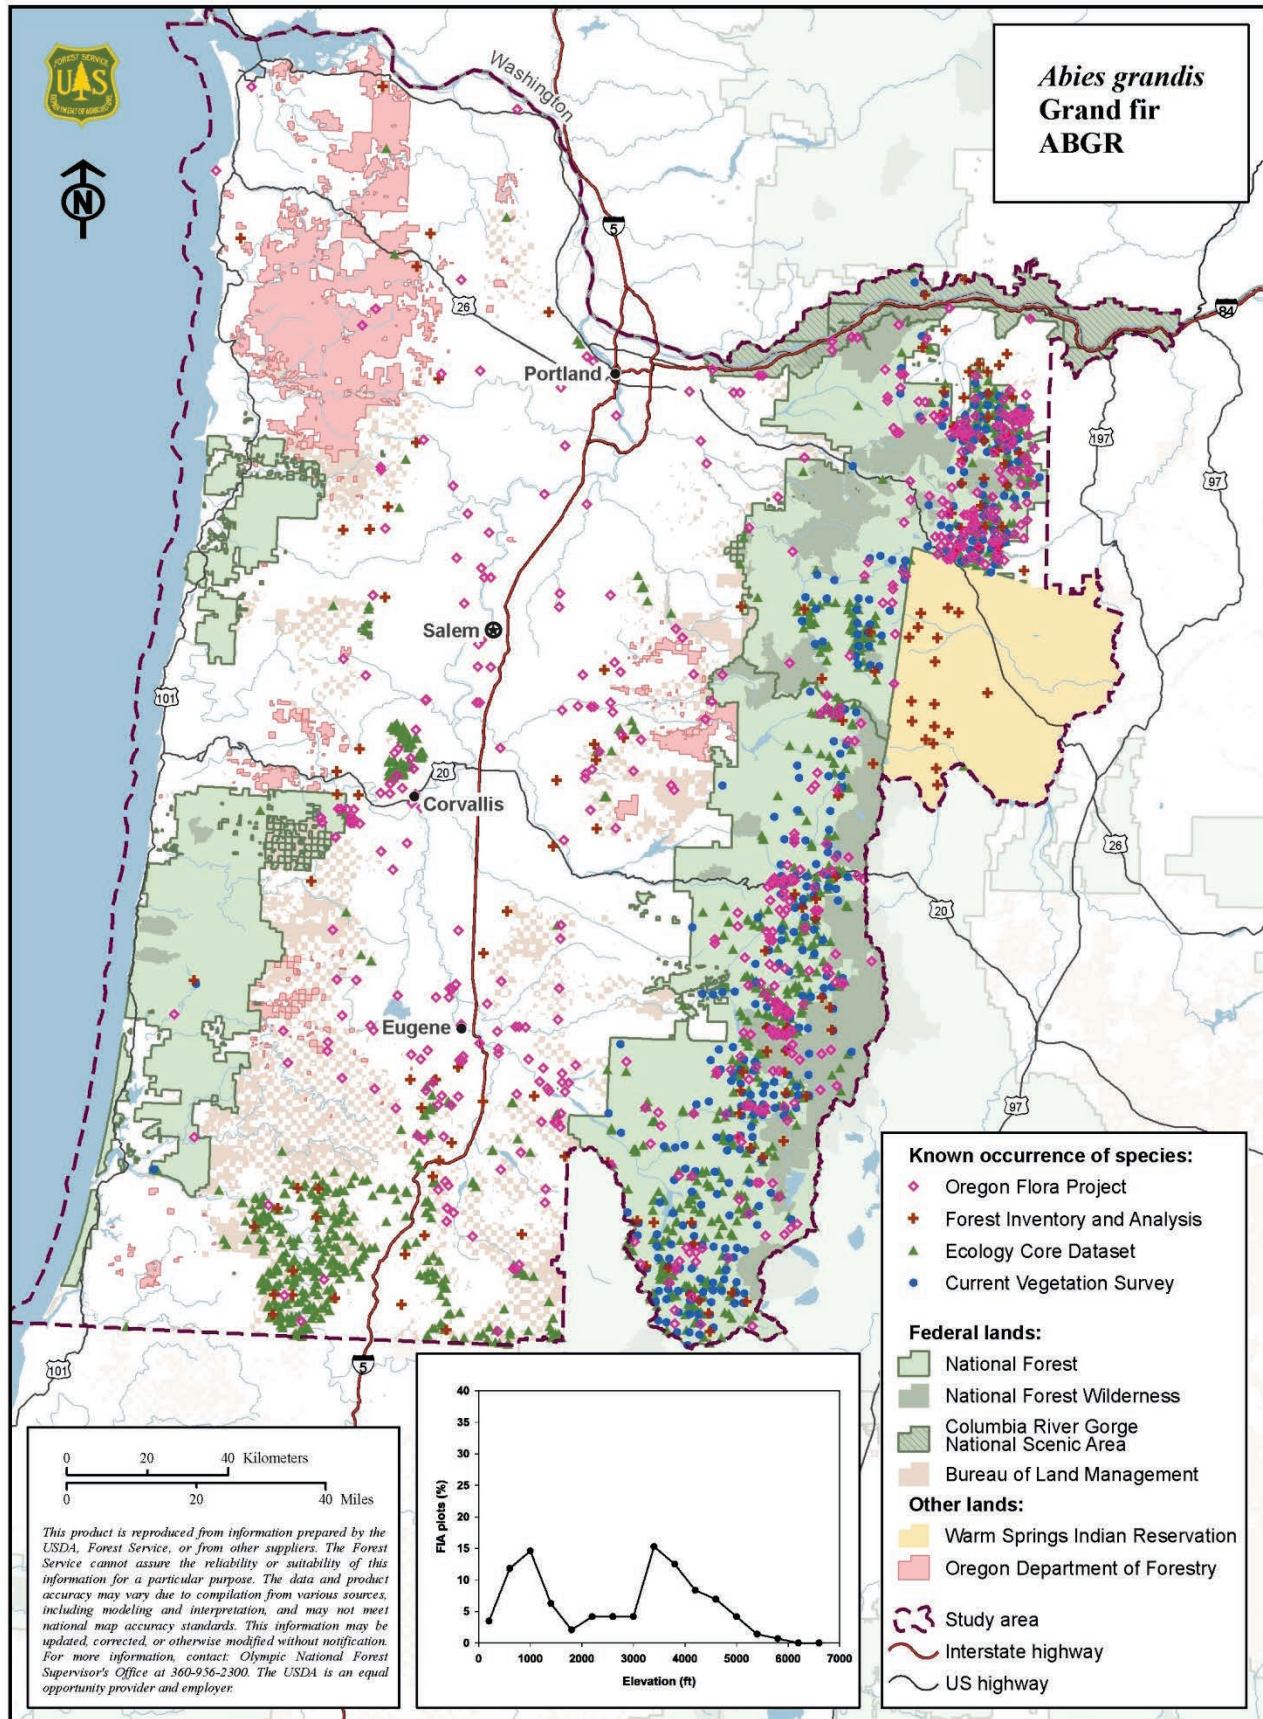 FOREST SERVICE
U S
DEPARTMENT OF AGRICULTURE
N
Abies grandis
Grand fir
ABGR
Washington
5
26
84
Portland
197
97
Salem
101
20
Corvallis
26
20
Eugene
97
101
5
Known occurrence of species:
Oregon Flora Project
Forest Inventory and Analysis
Ecology Core Dataset
Current Vegetation Survey
Federal lands:
National Forest
National Forest Wilderness
Columbia River Gorge
National Scenic Area
Bureau of Land Management
Other lands:
Warm Springs Indian Reservation
Oregon Department of Forestry
Study area
Interstate highway
US highway
0 20 40 Kilometers
0 20 40 Miles
This product is reproduced from information prepared by the
USDA, Forest Service, or from other suppliers. The Forest
Service cannot assure the reliability or suitability of this
information for a particular purpose. The data and product
accuracy may vary due to compilation from various sources,
including modeling and interpretation, and may not meet
national map accuracy standards. This information may be
updated, corrected, or otherwise modified without notification.
For more information, contact: Olympic National Forest
Supervisor's Office at 360-956-2300. The USDA is an equal
opportunity provider and employer.
FIA plots (%)
40
35
30
25
20
15
10
5
0
0 1000 2000 3000 4000 5000 6000 7000
Elevation (ft)